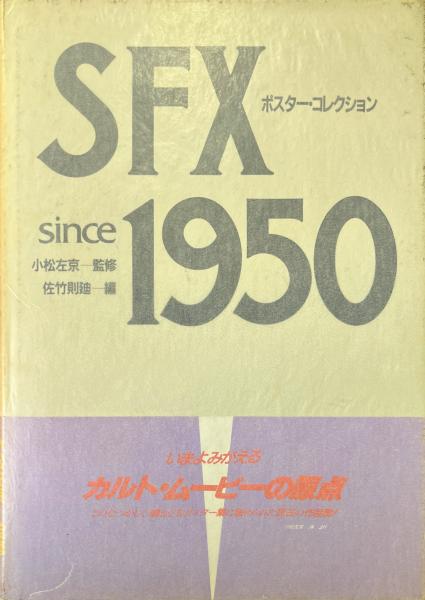 SFX
ポスター・コレクション
since
1950
小松左京―監修
佐竹則廸―編
いまよみがえる
カルト・ムービーの原点